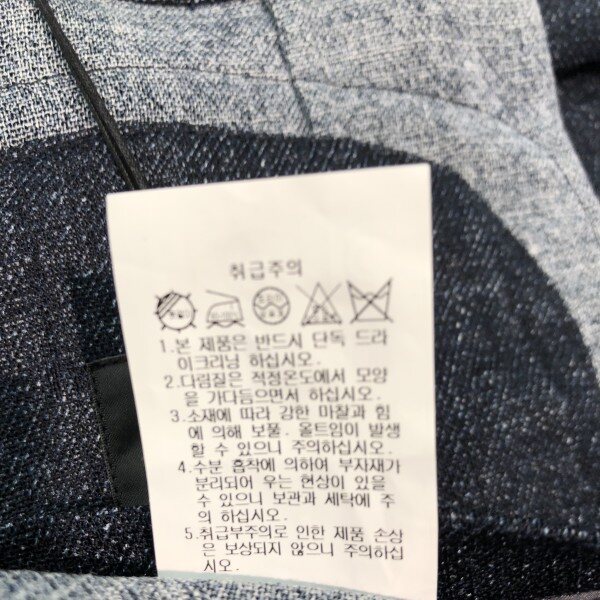 취급주의
1.본 제품은 반드시 단독 드라
이크리닝 하십시오.
2.다림질은 적정온도에서 모양
을 가다듬으면서 하십시오.
3.소재에 따라 강한 마찰과 힘
에 의해 보풀. 올트임이 발생
할 수 있으니 주의하십시오.
4.수분 흡착에 의하여 부자재가
분리되어 우는 현상이 있을
수 있으니 보관과 세탁에 주
의 하십시오.
5.취급부주의로 인한 제품 손상
은 보상되지 않으니 주의하십
시오.